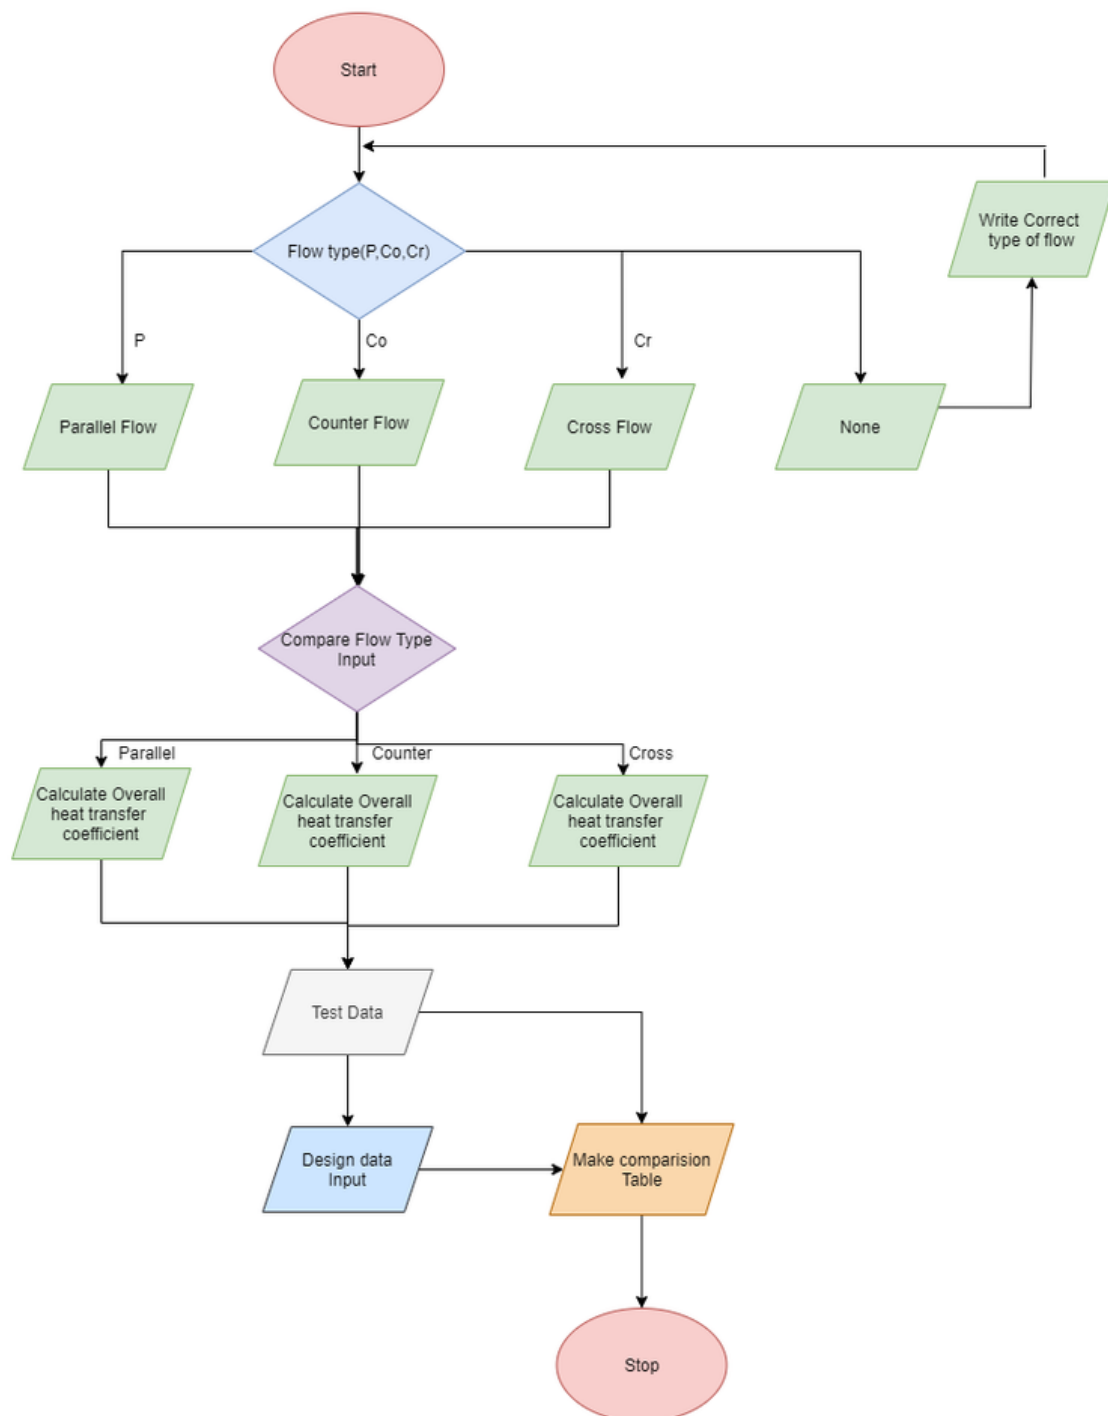 Start
Write Correct
type of flow
Flow type(P,Co,Cr)
P
Co
Cr
Parallel Flow
Counter Flow
Cross Flow
None
Compare Flow Type
Input
Parallel
Counter
Cross
Calculate Overall
heat transfer
coefficient
Calculate Overall
heat transfer
coefficient
Calculate Overall
heat transfer
coefficient
Test Data
Design data
Input
Make comparision
Table
Stop